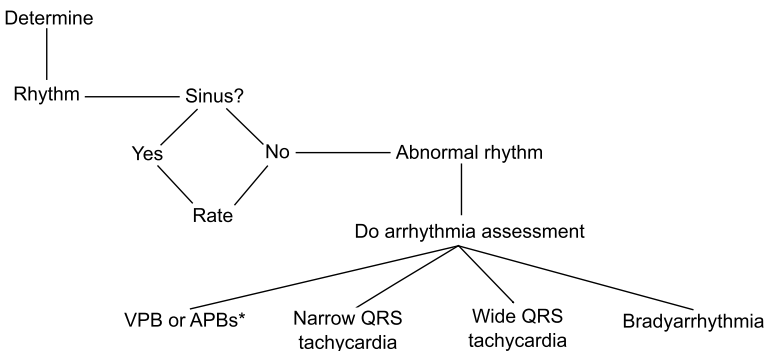 Determine
Rhythm
Sinus?
Yes
No
Abnormal rhythm
Rate
Do arrhythmia assessment
VPB or APBs*
Narrow QRS
tachycardia
Wide QRS
tachycardia
Bradyarrhythmia